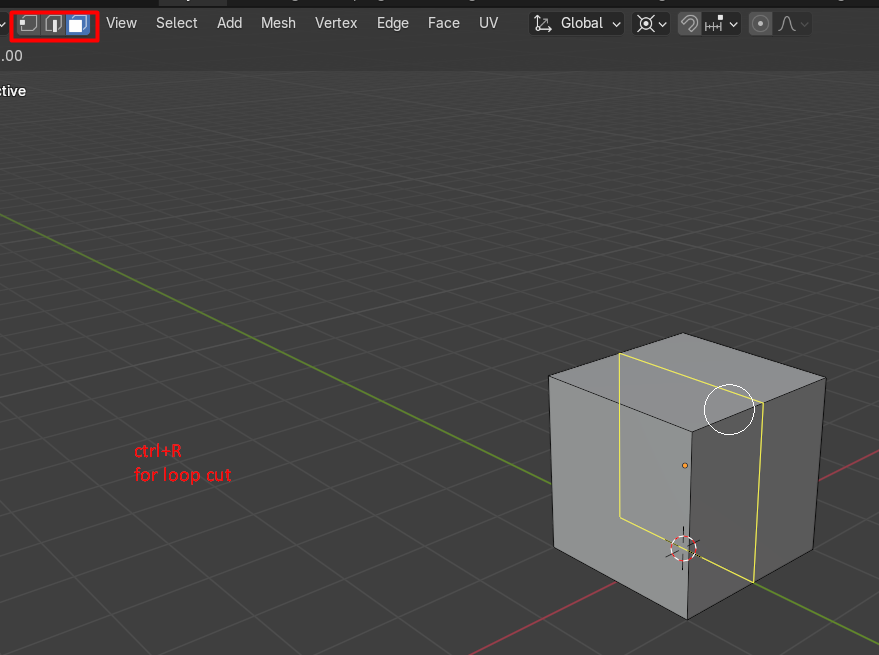 View Select Add Mesh Vertex Edge Face UV Global
.00
ctive
ctrl+R
for loop cut